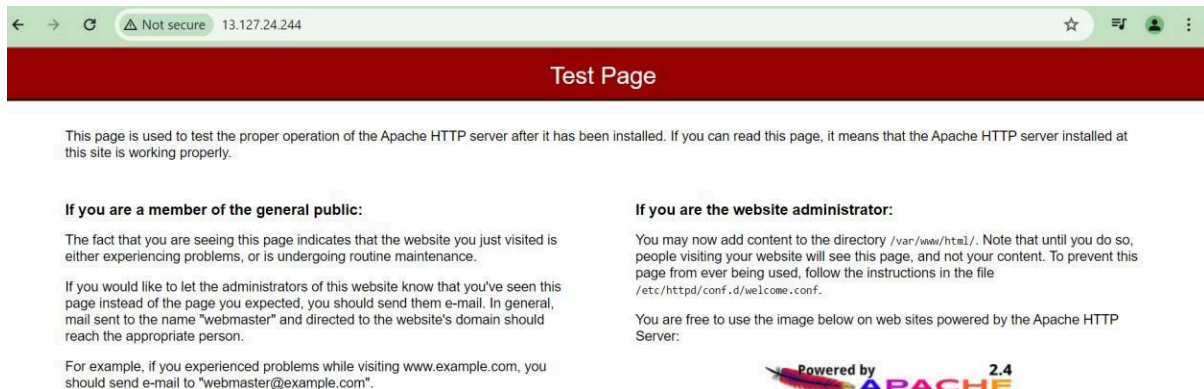 Not secure 13.127.24.244
Test Page
This page is used to test the proper operation of the Apache HTTP server after it has been installed. If you can read this page, it means that the Apache HTTP server installed at
this site is working properly.
If you are a member of the general public:
The fact that you are seeing this page indicates that the website you just visited is
either experiencing problems, or is undergoing routine maintenance.
If you would like to let the administrators of this website know that you've seen this
page instead of the page you expected, you should send them e-mail. In general,
mail sent to the name "webmaster" and directed to the website's domain should
reach the appropriate person.
For example, if you experienced problems while visiting www.example.com, you
should send e-mail to "webmaster@example.com".
If you are the website administrator:
You may now add content to the directory /var/www/html/. Note that until you do so,
people visiting your website will see this page, and not your content. To prevent this
page from ever being used, follow the instructions in the file
/etc/httpd/conf.d/welcome.conf.
You are free to use the image below on web sites powered by the Apache HTTP
Server:
Powered by 2.4
APACHE